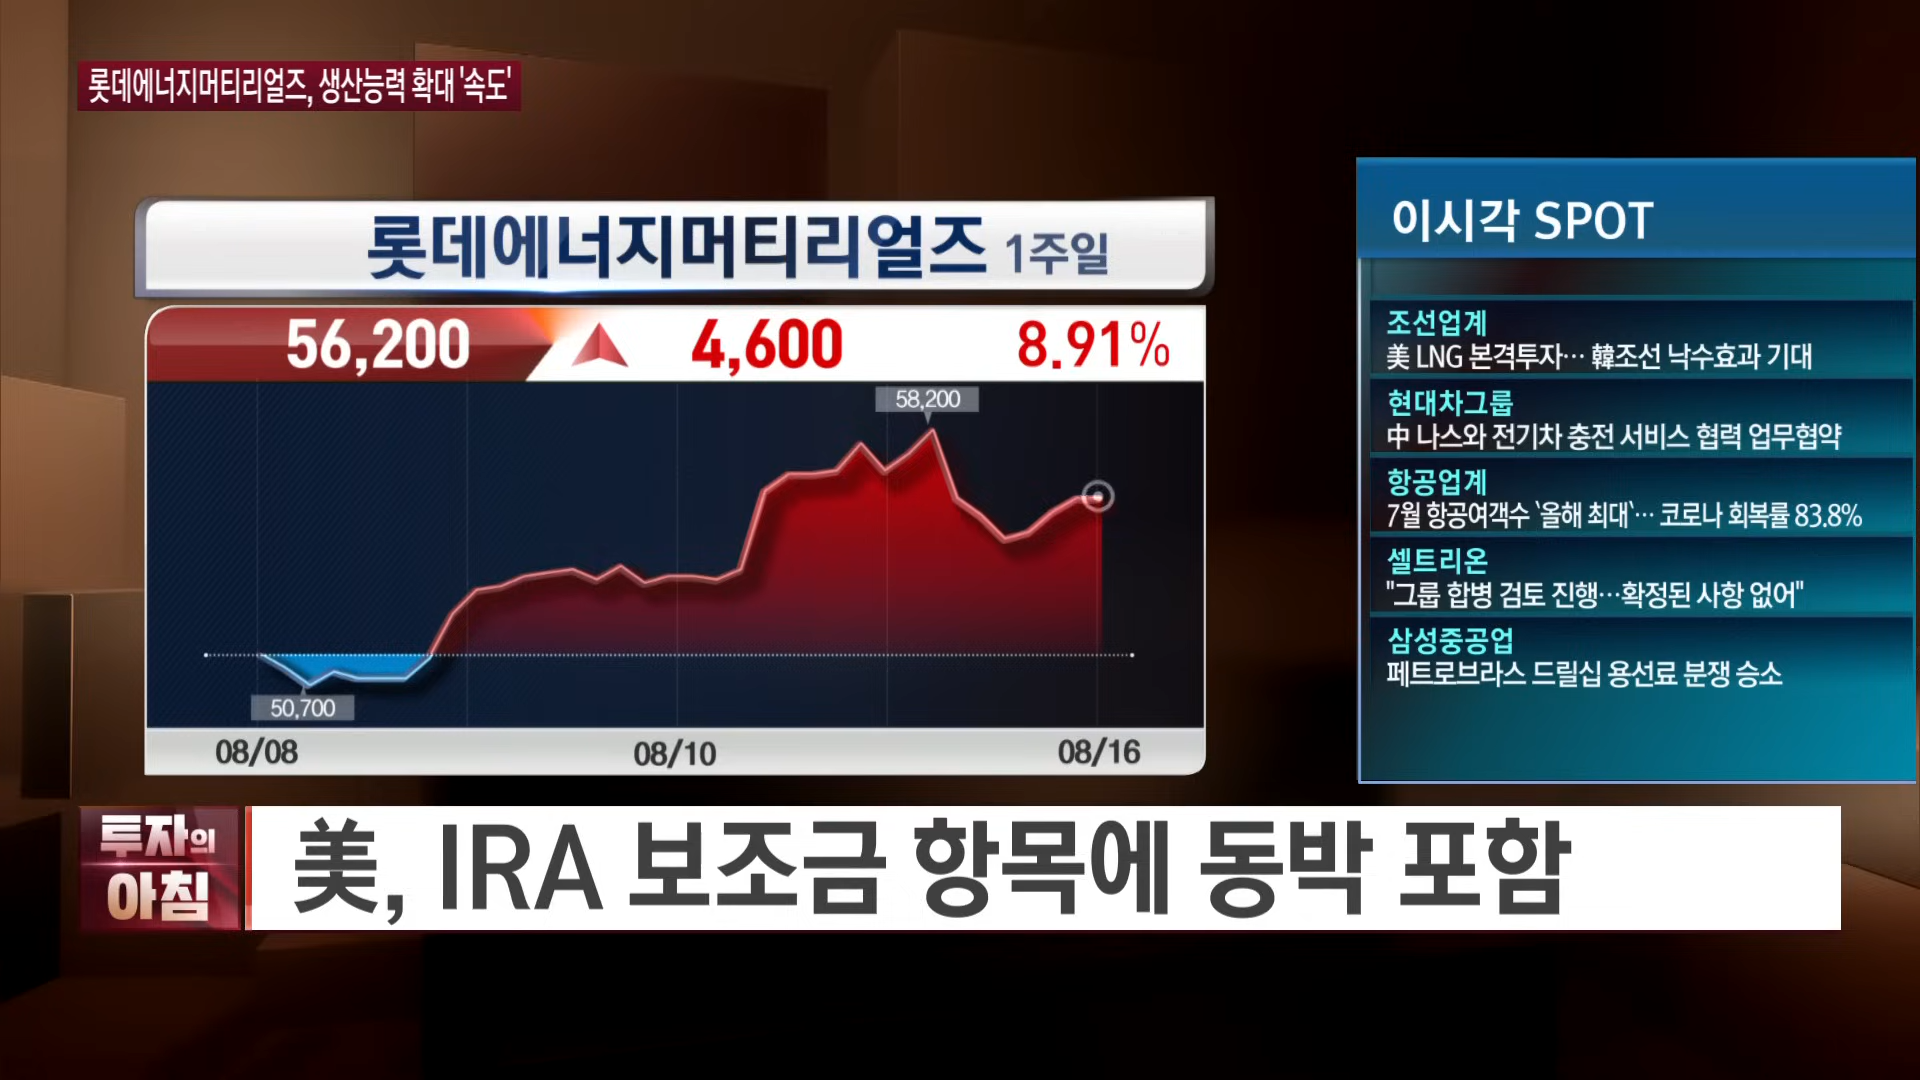 롯데에너지머티리얼즈, 생산능력 확대 '속도'
롯데에너지머티리얼즈 1주일
56,200 4,600 8.91%
58,200
50,700
08/08 08/10 08/16
이시각 SPOT
조선업계
美 LNG 본격투자… 韓조선 낙수효과 기대
현대차그룹
中 나스와 전기차 충전 서비스 협력 업무협약
항공업계
7월 항공여객수 `올해 최대`… 코로나 회복률 83.8%
셀트리온
"그룹 합병 검토 진행…확정된 사항 없어"
삼성중공업
페트로브라스 드릴십 용선료 분쟁 승소
투자의
아침
美, IRA 보조금 항목에 동박 포함